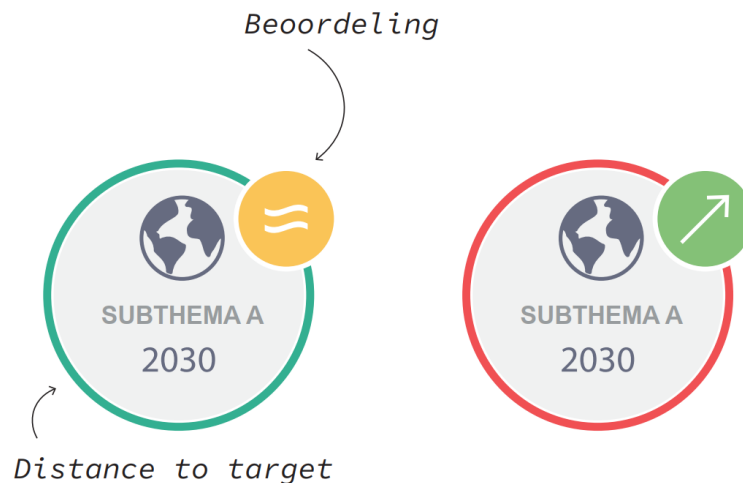 Beoordeling
SUBTHEMA A
2030
SUBTHEMA A
2030
Distance to target